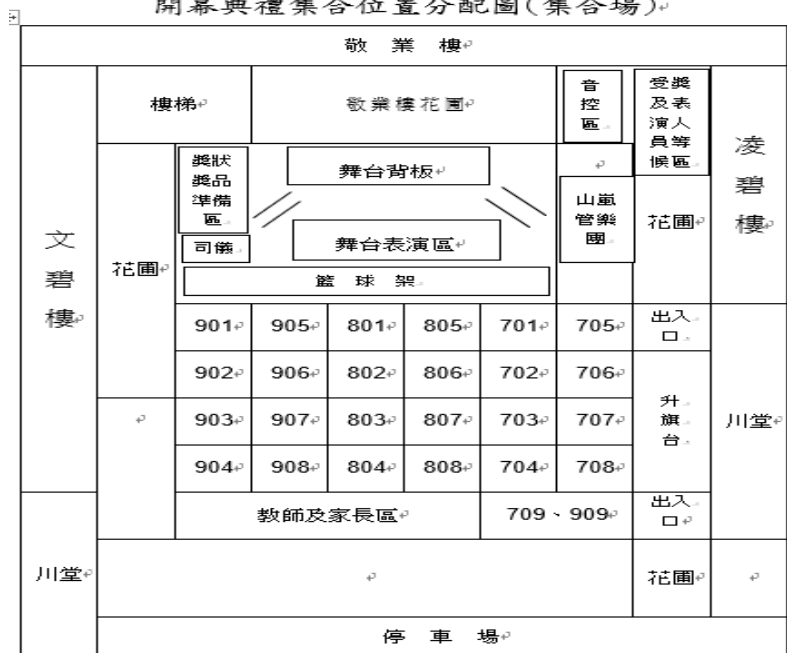 開幕典禮集合位置分配圖(集合場)
敬 業 樓
樓梯
敬業樓花圃
音
控
區
受獎
及表
演人
員等
候區
凌
碧
樓
獎狀
獎品
準備
區
舞台背板
文
碧
樓
花圃
山嵐
管樂
團
花圃
司儀
舞台表演區
籃 球 架
901 905 801 805 701 705 出入
口
902 906 802 806 702 706
升
旗
台
903 907 803 807 703 707 川堂
904 908 804 808 704 708
教師及家長區 709、909 出入
口
川堂 花圃
停 車 場